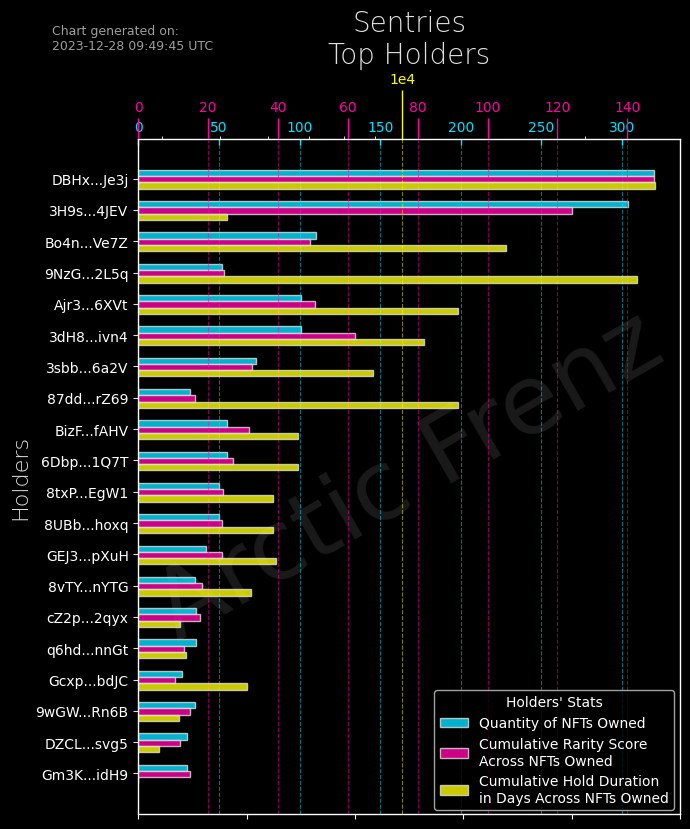 Chart generated on:
2023-12-28 09:49:45 UTC
Sentries
Top Holders
1e4
0 20 40 60 80 100 120 140
0 50 100 150 200 250 300
DBHx...Je3j
3H9s...4JEV
Bo4n...Ve7Z
9NzG...2L5q
Ajr3...6XVt
3dH8...ivn4
3sbb...6a2V
87dd...rZ69
BizF...fAHV
6Dbp...1Q7T
8txP...EgW1
8UBb...hoxq
GEJ3...pXuH
8vTY...nYTG
cZ2p...2qyx
q6hd...nnGt
Gcxp...bdJC
9wGW...Rn6B
DZCL...svg5
Gm3K...idH9
Holders
Arctic Frenz
Holders' Stats
Quantity of NFTs Owned
Cumulative Rarity Score
Across NFTs Owned
Cumulative Hold Duration
in Days Across NFTs Owned